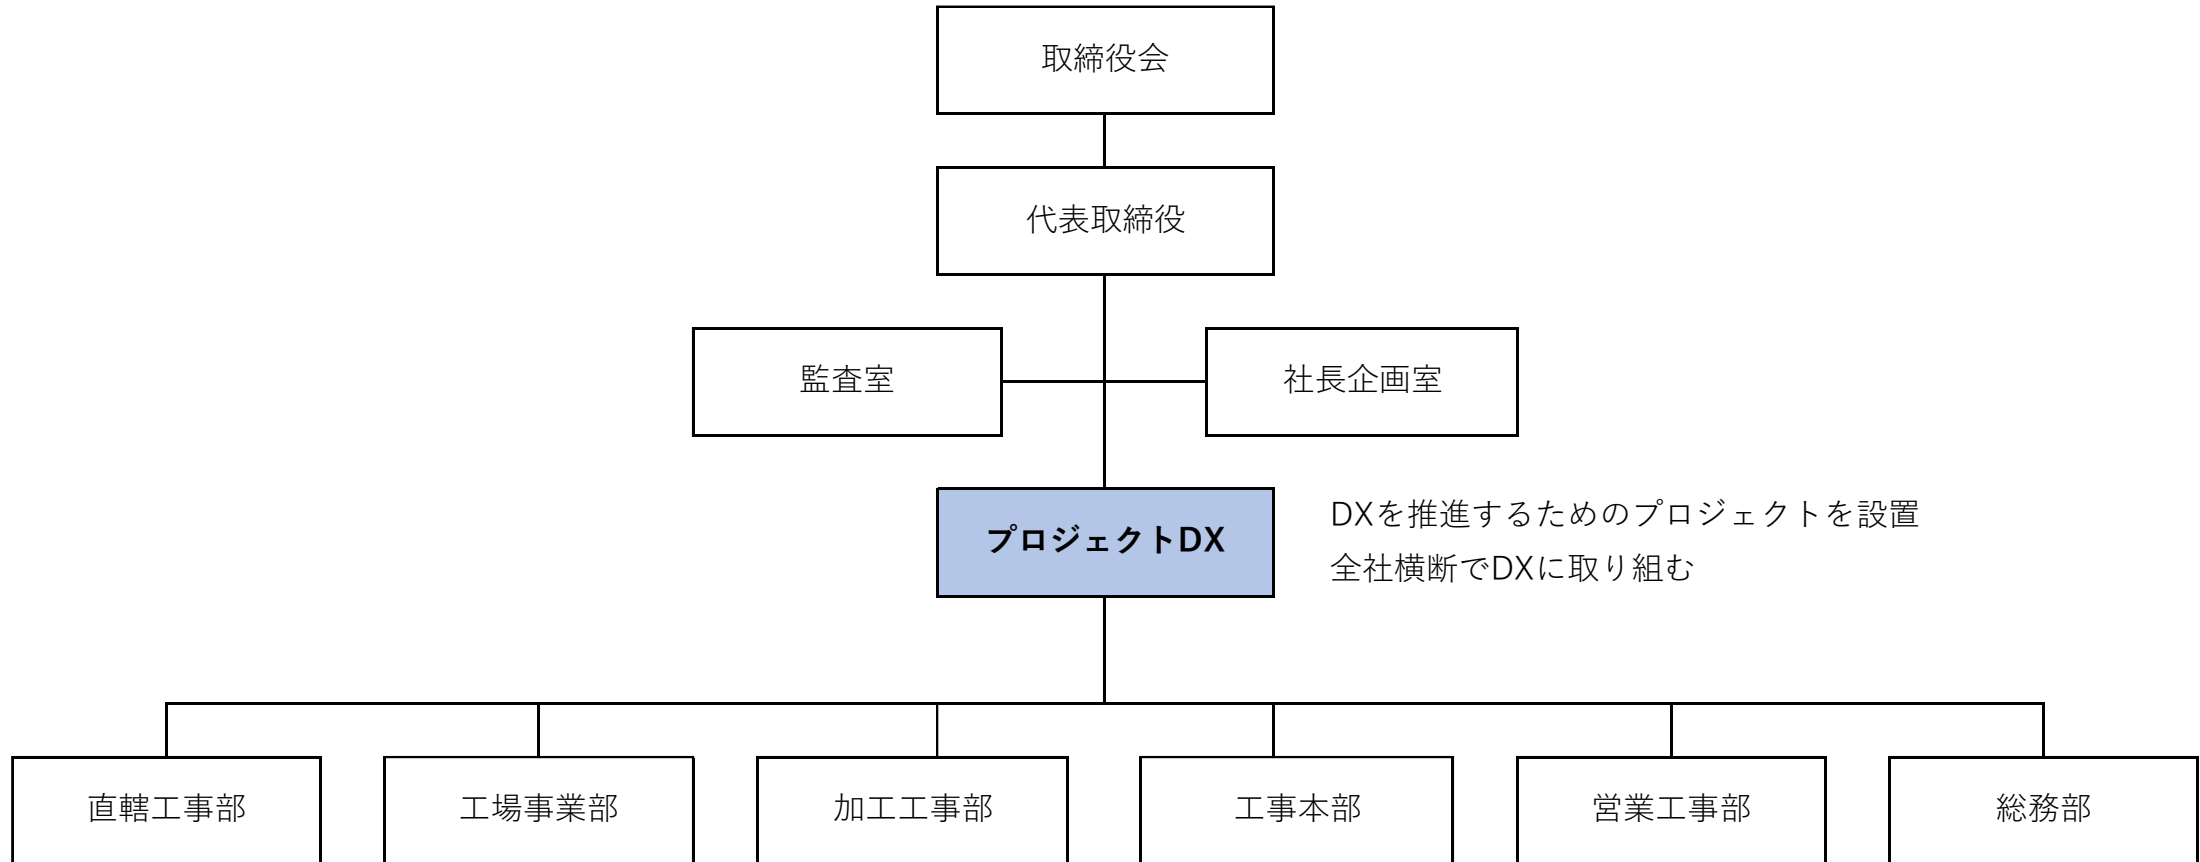 取締役会
代表取締役
監査室
社長企画室
プロジェクトDX
DXを推進するためのプロジェクトを設置
全社横断でDXに取り組む
直轄工事部
工場事業部
加工工事部
工事本部
営業工事部
総務部